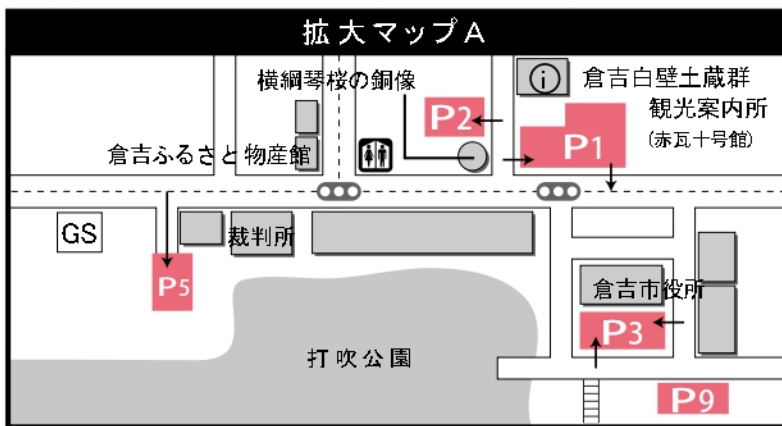 拡大マップA
横綱琴桜の銅像
i
倉吉白壁土蔵群
観光案内所
(赤瓦十号館)
P2
P1
倉吉ふるさと物産館
GS
裁判所
P5
倉吉市役所
P3
打吹公園
P9